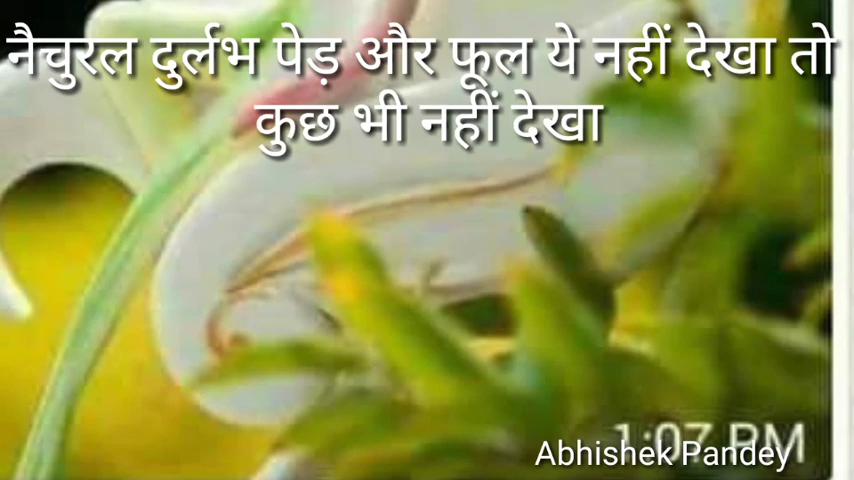 नैचुरल दुर्लभ पेड़ और फूल ये नहीं देखा तो
कुछ भी नहीं देखा
1:07 PM
Abhishek Pandey